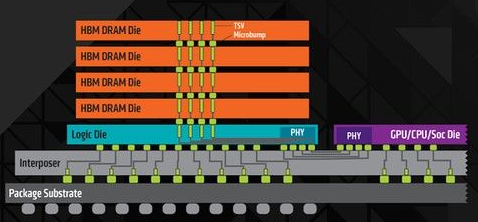 HBM DRAM Die
TSV
Microbump
HBM DRAM Die
HBM DRAM Die
HBM DRAM Die
Logic Die
PHY
PHY
GPU/CPU/Soc Die
Interposer
Package Substrate